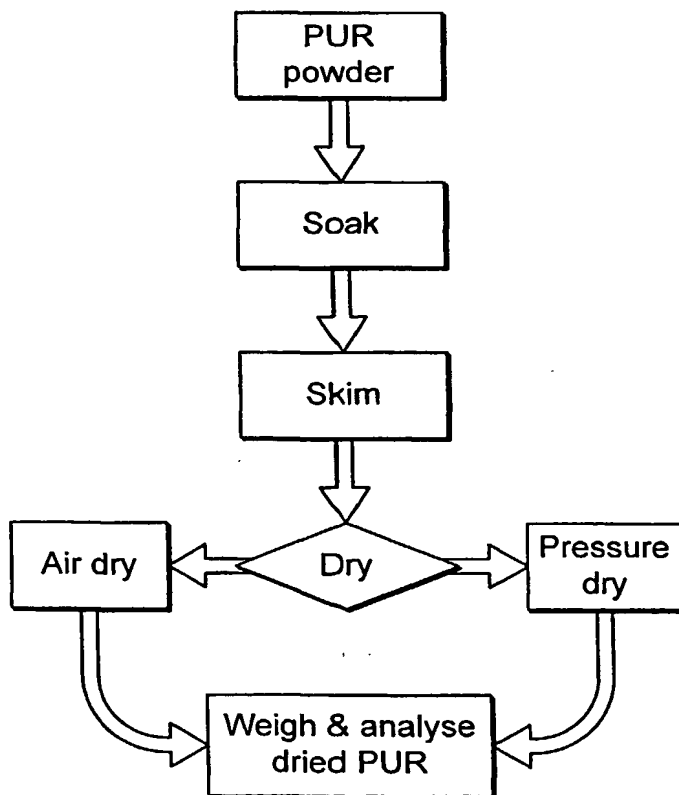 PUR
powder
Soak
Skim
Air dry
Dry
Pressure
dry
Weigh & analyse
dried PUR